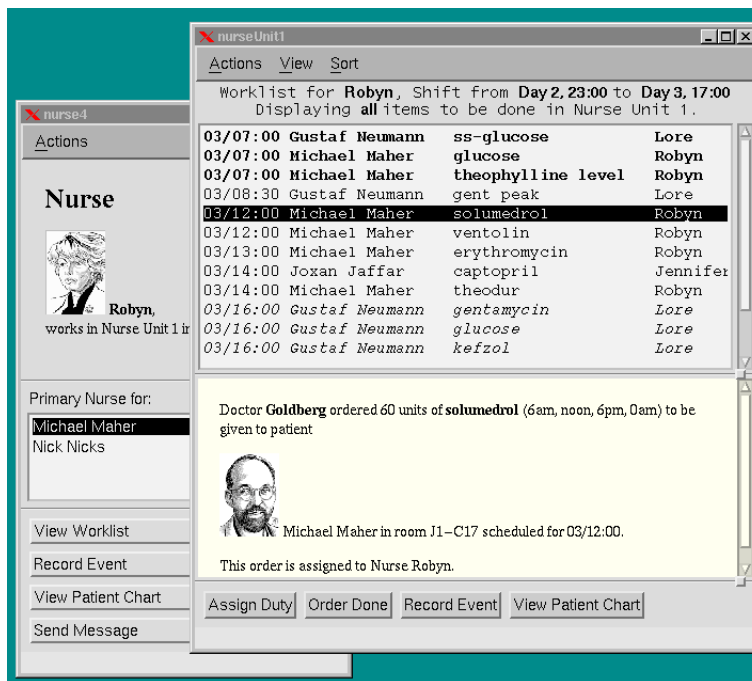 nurseUnit1
Actions View Sort
Worklist for Robyn, Shift from Day 2, 23:00 to Day 3, 17:00
Displaying all items to be done in Nurse Unit 1.
03/07:00 Gustaf Neumann ss-glucose Lore
03/07:00 Michael Maher glucose Robyn
03/07:00 Michael Maher theophylline level Robyn
03/08:30 Gustaf Neumann gent peak Lore
03/12:00 Michael Maher solumedrol Robyn
03/12:00 Michael Maher ventolin Robyn
03/13:00 Michael Maher erythromycin Robyn
03/14:00 Joxan Jaffar captopril Jennifer
03/14:00 Michael Maher theodur Robyn
03/16:00 Gustaf Neumann gentamycin Lore
03/16:00 Gustaf Neumann glucose Lore
03/16:00 Gustaf Neumann kefzol Lore
Doctor Goldberg ordered 60 units of solumedrol (6am, noon, 6pm, 0am) to be
given to patient
Michael Maher in room J1-C17 scheduled for 03/12:00.
This order is assigned to Nurse Robyn.
Assign Duty Order Done Record Event View Patient Chart
nurse4
Actions
Nurse
Robyn,
works in Nurse Unit 1
Primary Nurse for:
Michael Maher
Nick Nicks
View Worklist
Record Event
View Patient Chart
Send Message